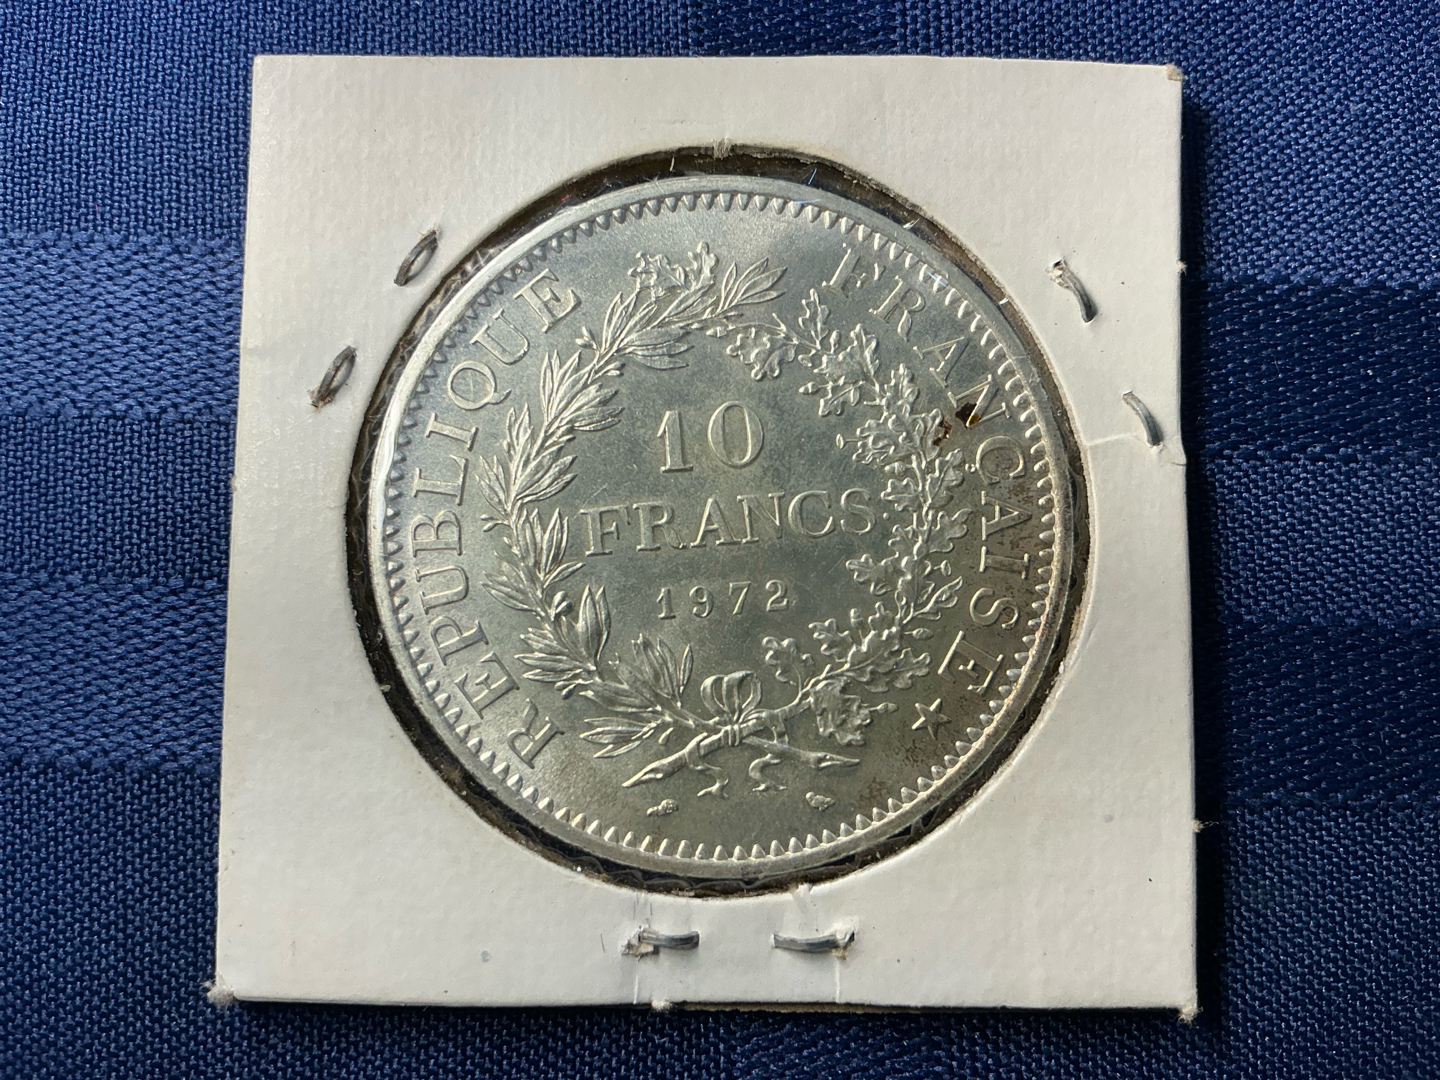 RÉPUBLIQUE FRANÇAISE
10
FRANCS
1972